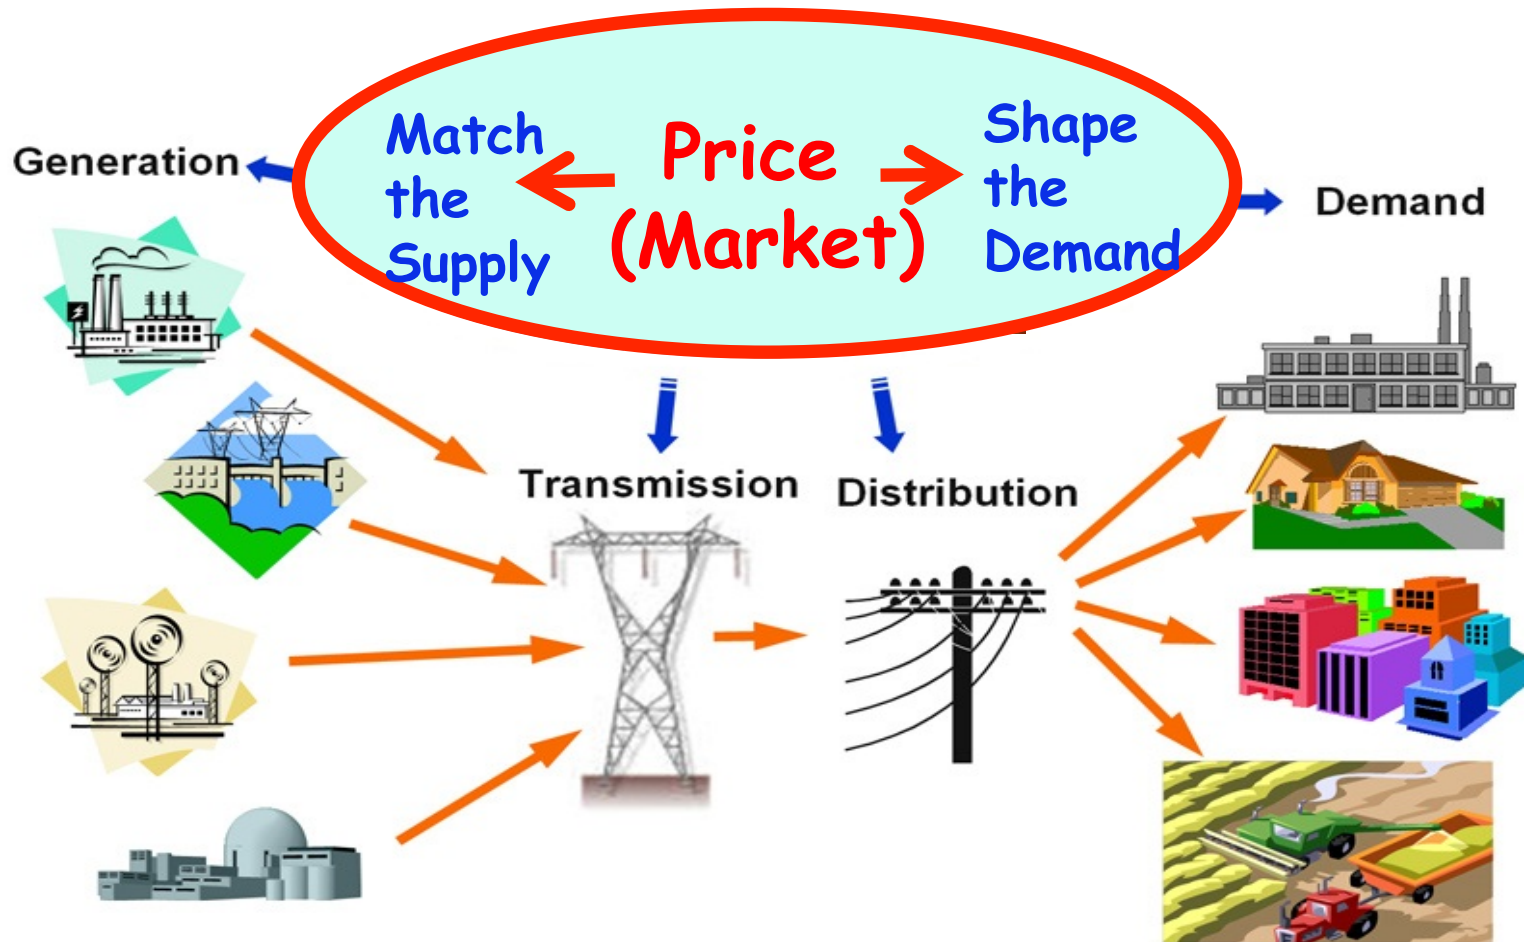 Match
the
Supply
Price
(Market)
Shape
the
Demand
Generation
Demand
Transmission
Distribution